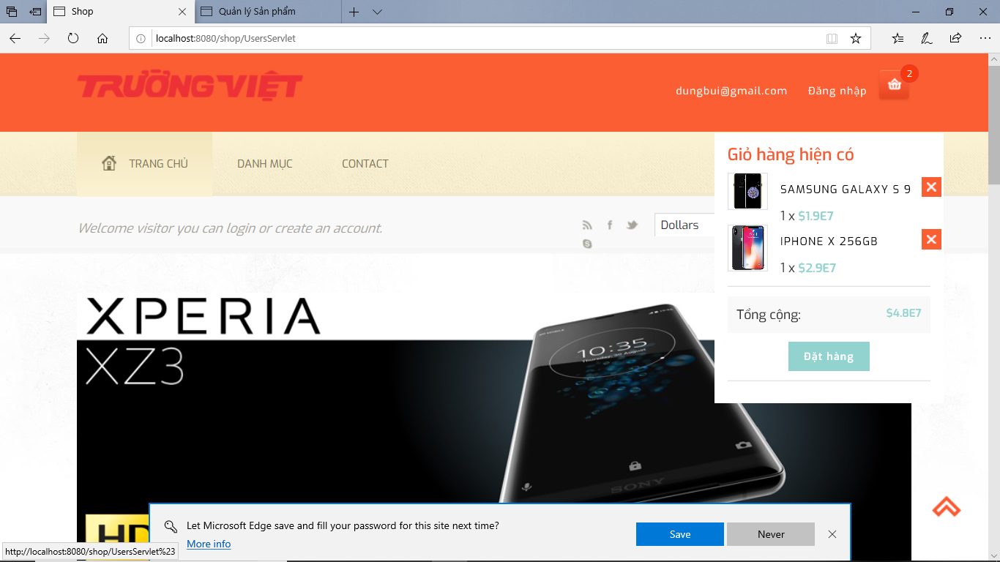 Shop
Quản lý Sản phẩm
localhost:8080/shop/UsersServlet
TRƯỜNG VIỆT
dungbui@gmail.com
Đăng nhập
2
TRANG CHỦ
DANH MỤC
CONTACT
Giỏ hàng hiện có
SAMSUNG GALAXY S 9
1 x $1.9E7
IPHONE X 256GB
1 x $2.9E7
Tổng cộng: $4.8E7
Đặt hàng
Welcome visitor you can login or create an account.
Dollars
XPERIA
XZ3
10:35
Thursday, 30 August
SONY
HD
Let Microsoft Edge save and fill your password for this site next time?
More info
Save
Never
http://localhost:8080/shop/UsersServlet%23